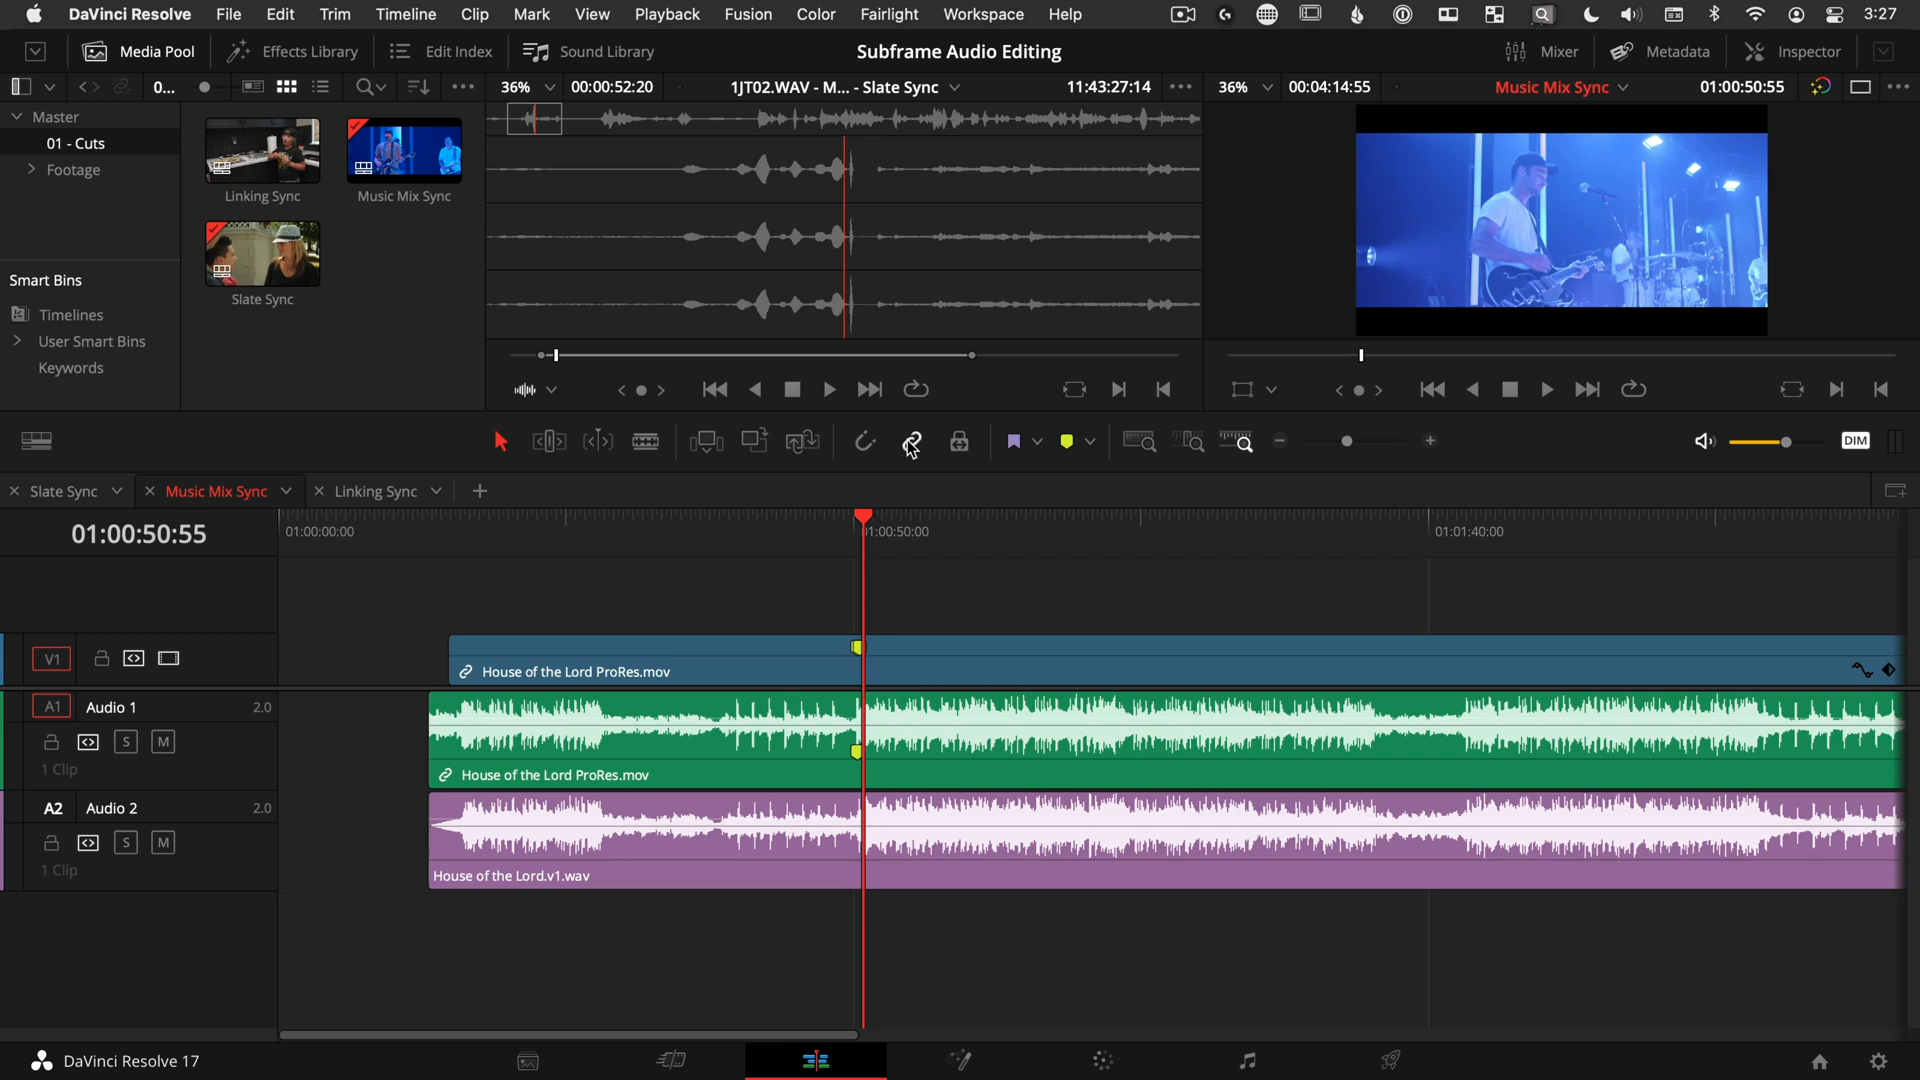 DaVinci Resolve File Edit Trim Timeline Clip Mark View Playback Fusion Color Fairlight Workspace Help 3:27
Media Pool Effects Library Edit Index Sound Library Subframe Audio Editing Mixer Metadata Inspector
0... 36% 00:00:52:20 1JT02.WAV - M... - Slate Sync 11:43:27:14 36% 00:04:14:55 Music Mix Sync 01:00:50:55
Master
01 - Cuts
Footage
Linking Sync Music Mix Sync
Slate Sync
Smart Bins
Timelines
User Smart Bins
Keywords
DIM
Slate Sync Music Mix Sync Linking Sync
01:00:50:55 01:00:00:00 01:00:50:00 01:01:40:00
V1 House of the Lord ProRes.mov
A1 Audio 1 2.0
S M
1 Clip House of the Lord ProRes.mov
A2 Audio 2 2.0
S M
1 Clip House of the Lord.v1.wav
DaVinci Resolve 17